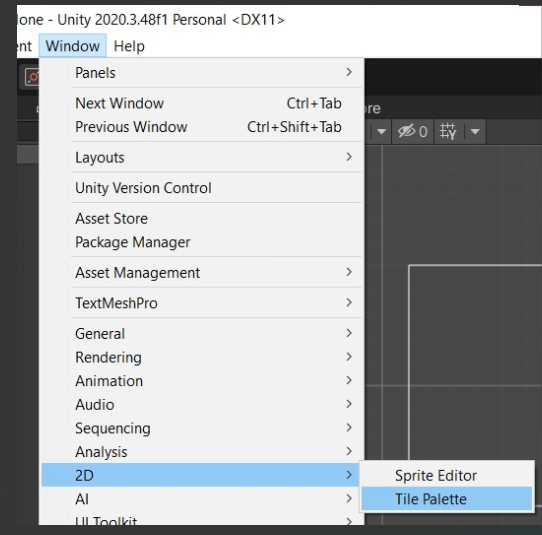 lone - Unity 2020.3.48f1 Personal <DX11>
ent Window Help
Panels
Next Window Ctrl+Tab
Previous Window Ctrl+Shift+Tab
Layouts
Unity Version Control
Asset Store
Package Manager
Asset Management
TextMeshPro
General
Rendering
Animation
Audio
Sequencing
Analysis
2D
Sprite Editor
AI
Tile Palette
UI Toolkit
re
0